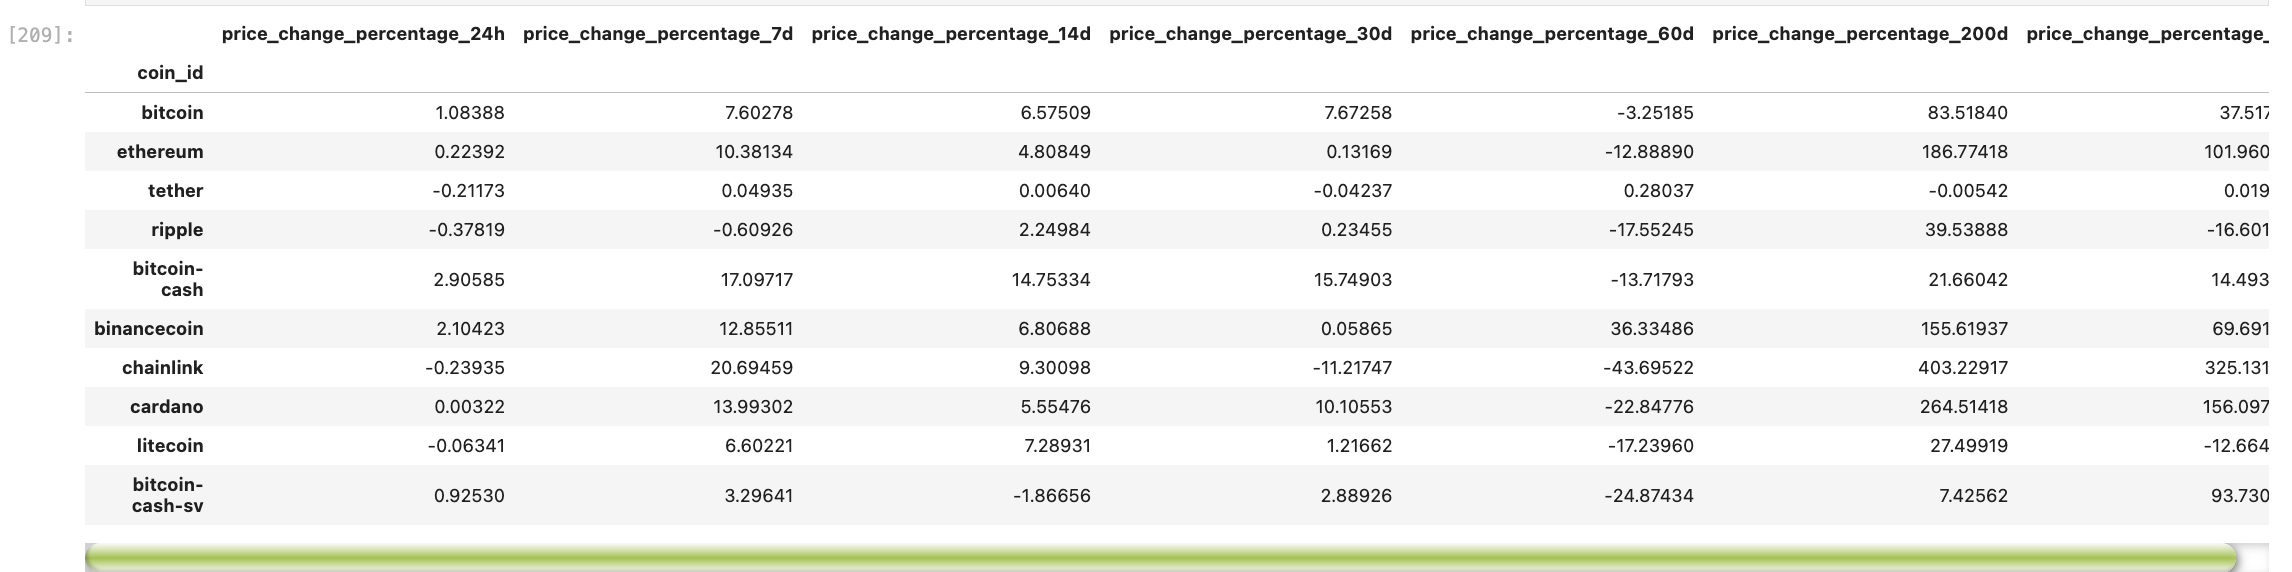 [209]: price_change_percentage_24h price_change_percentage_7d price_change_percentage_14d price_change_percentage_30d price_change_percentage_60d price_change_percentage_200d price_change_percentage_
coin_id
bitcoin 1.08388 7.60278 6.57509 7.67258 -3.25185 83.51840 37.517
ethereum 0.22392 10.38134 4.80849 0.13169 -12.88890 186.77418 101.960
tether -0.21173 0.04935 0.00640 -0.04237 0.28037 -0.00542 0.019
ripple -0.37819 -0.60926 2.24984 0.23455 -17.55245 39.53888 -16.601
bitcoin-
cash 2.90585 17.09717 14.75334 15.74903 -13.71793 21.66042 14.493
binancecoin 2.10423 12.85511 6.80688 0.05865 36.33486 155.61937 69.691
chainlink -0.23935 20.69459 9.30098 -11.21747 -43.69522 403.22917 325.131
cardano 0.00322 13.99302 5.55476 10.10553 -22.84776 264.51418 156.097
litecoin -0.06341 6.60221 7.28931 1.21662 -17.23960 27.49919 -12.664
bitcoin-
cash-sv 0.92530 3.29641 -1.86656 2.88926 -24.87434 7.42562 93.730